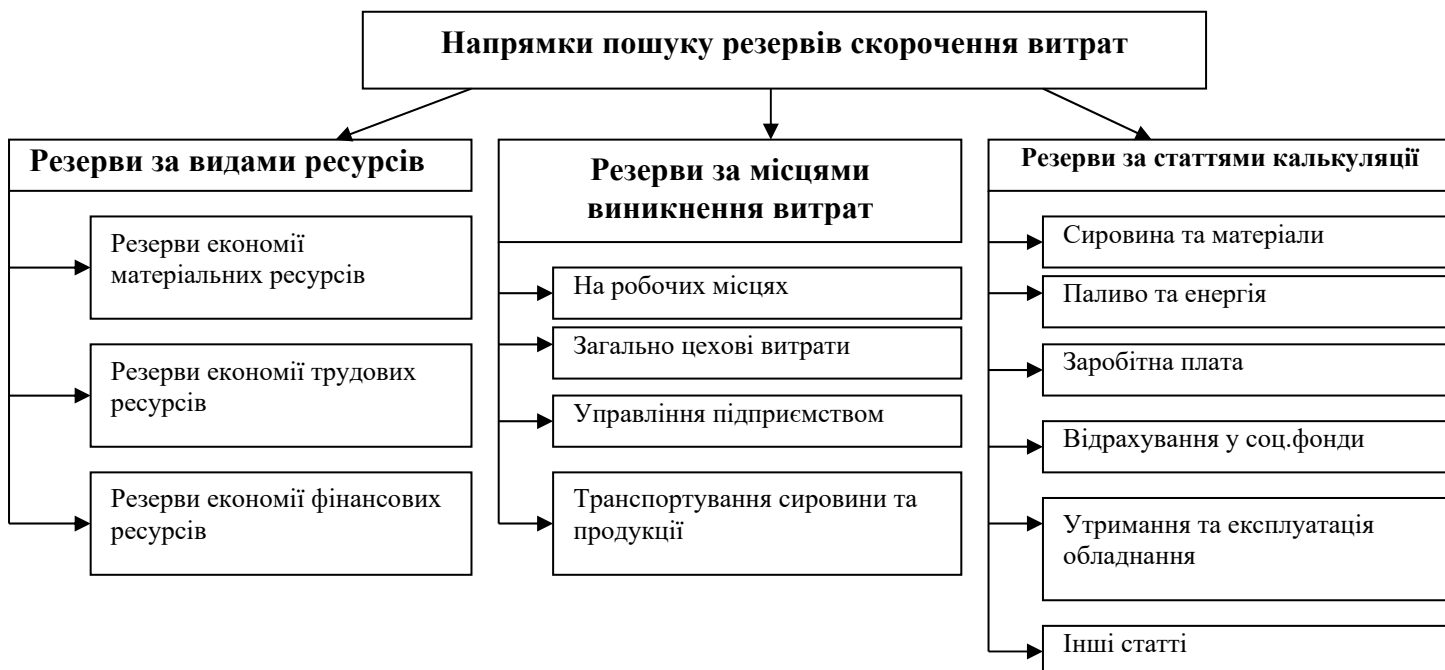 Напрямки пошуку резервів скорочення витрат
Резерви за видами ресурсів
Резерви економії
матеріальних ресурсів
Резерви економії трудових
ресурсів
Резерви економії фінансових
ресурсів
Резерви за місцями
виникнення витрат
На робочих місцях
Загально цехові витрати
Управління підприємством
Транспортування сировини та
продукції
Резерви за статтями калькуляції
Сировина та матеріали
Паливо та енергія
Заробітна плата
Відрахування у соц.фонди
Утримання та експлуатація
обладнання
Інші статті